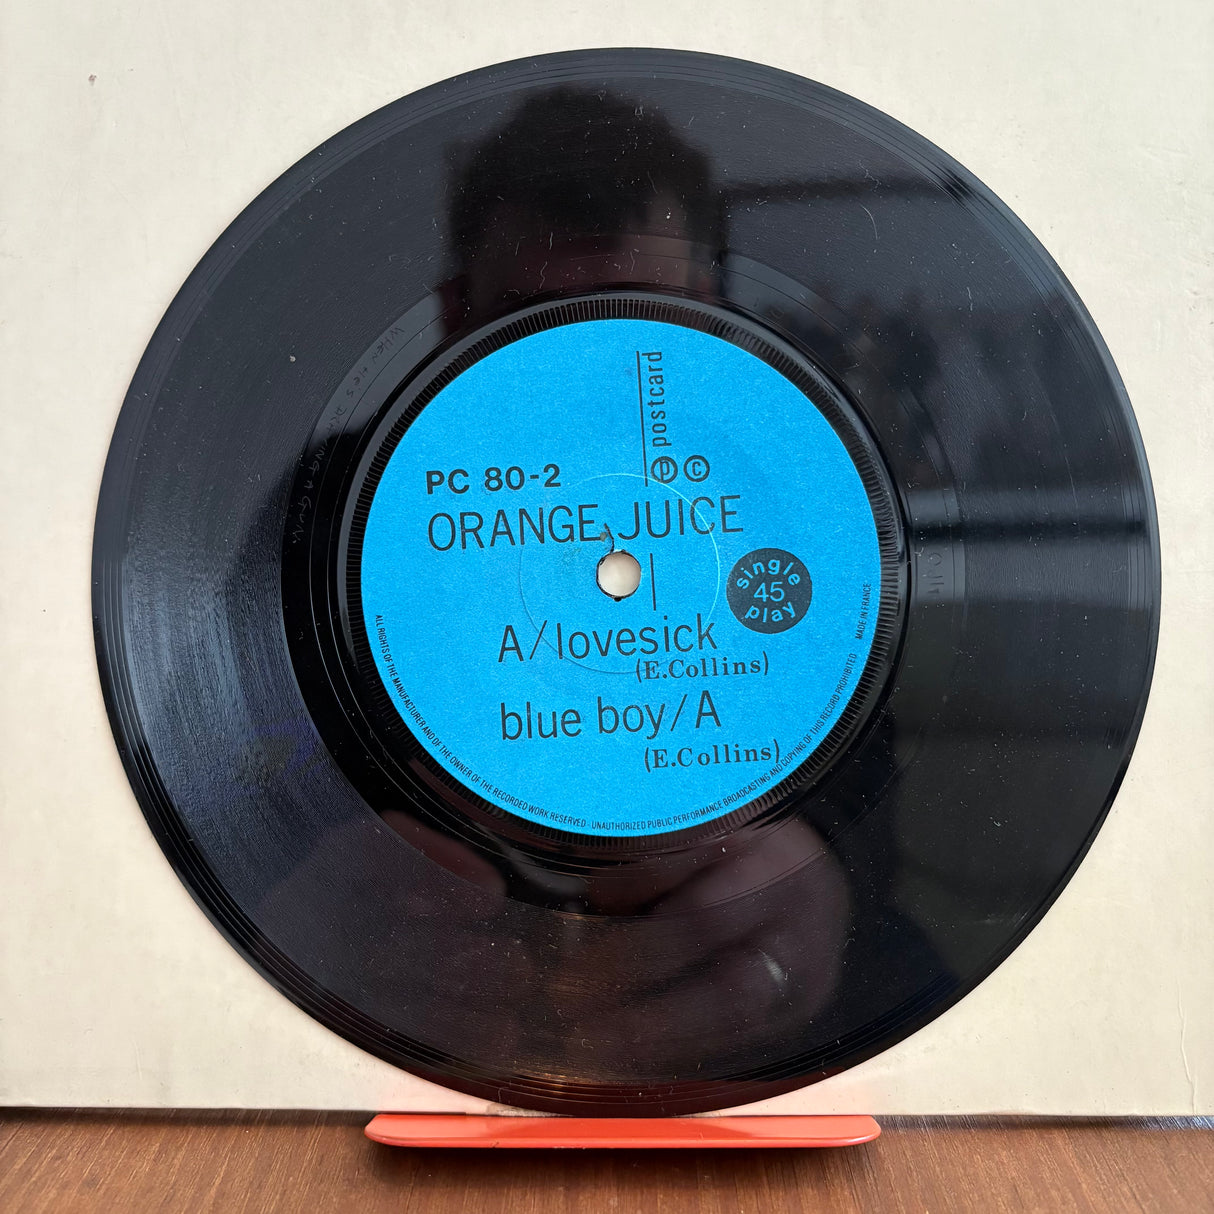 postcard
℗ ©
PC 80-2
ORANGE JUICE
single
45
play
A/lovesick
(E.Collins)
blue boy/A
(E.Collins)
ALL RIGHTS OF THE MANUFACTURER AND OF THE OWNER OF THE RECORDED WORK RESERVED - UNAUTHORIZED PUBLIC PERFORMANCE BROADCASTING AND COPYING OF THIS RECORD PROHIBITED MADE IN FRANCE
WHEN HE'S